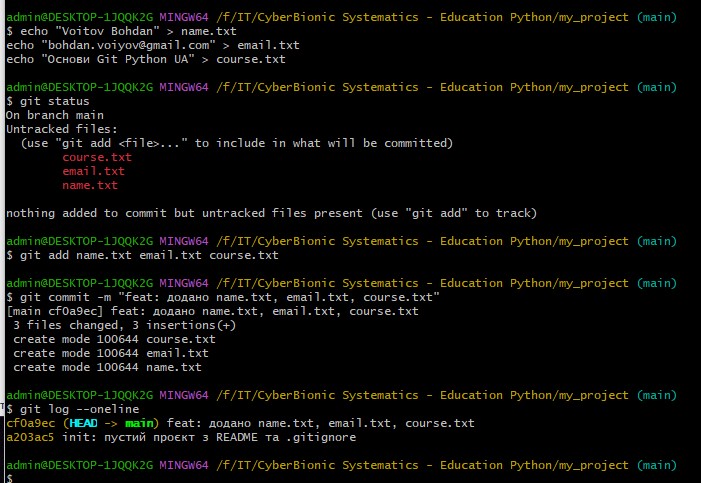 admin@DESKTOP-1JQQK2G MINGW64 /f/IT/CyberBionic Systematics - Education Python/my_project (main)
$ echo "Voitov Bohdan" > name.txt
echo "bohdan.voiyov@gmail.com" > email.txt
echo "Основи Git Python UA" > course.txt
admin@DESKTOP-1JQQK2G MINGW64 /f/IT/CyberBionic Systematics - Education Python/my_project (main)
$ git status
On branch main
Untracked files:
(use "git add <file>..." to include in what will be committed)
course.txt
email.txt
name.txt
nothing added to commit but untracked files present (use "git add" to track)
admin@DESKTOP-1JQQK2G MINGW64 /f/IT/CyberBionic Systematics - Education Python/my_project (main)
$ git add name.txt email.txt course.txt
admin@DESKTOP-1JQQK2G MINGW64 /f/IT/CyberBionic Systematics - Education Python/my_project (main)
$ git commit -m "feat: додано name.txt, email.txt, course.txt"
[main cf0a9ec] feat: додано name.txt, email.txt, course.txt
3 files changed, 3 insertions(+)
create mode 100644 course.txt
create mode 100644 email.txt
create mode 100644 name.txt
admin@DESKTOP-1JQQK2G MINGW64 /f/IT/CyberBionic Systematics - Education Python/my_project (main)
$ git log --oneline
cf0a9ec (HEAD -> main) feat: додано name.txt, email.txt, course.txt
a203ac5 init: пустий проєкт з README та .gitignore
admin@DESKTOP-1JQQK2G MINGW64 /f/IT/CyberBionic Systematics - Education Python/my_project (main)
$